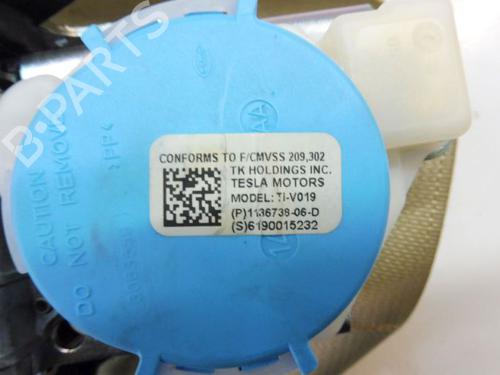 CONFORMS TO F/CMVSS 209,302
TK HOLDINGS INC.
TESLA MOTORS
MODEL: TI-V019
(P)1136738-06-D
(S)6190015232
CAUTION
DO NOT REMOVE
>PP<